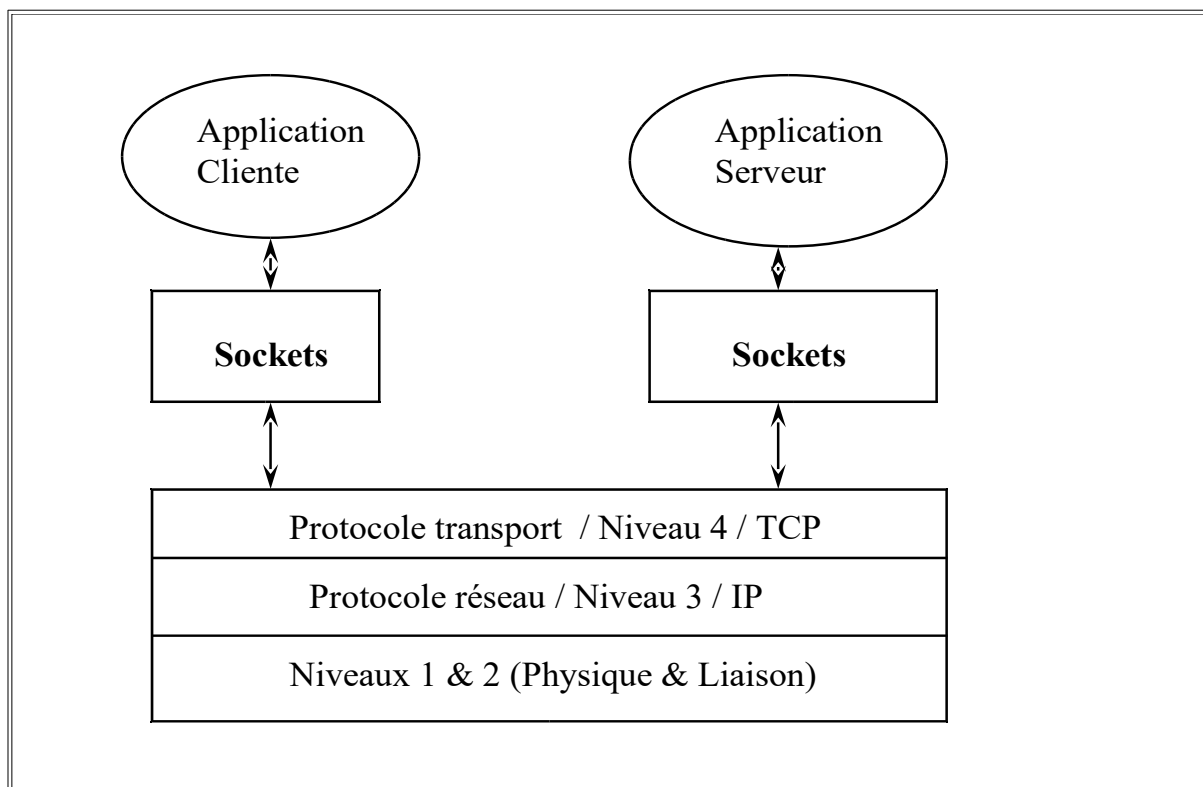 Application
Cliente
Application
Serveur
Sockets
Sockets
Protocole transport / Niveau 4 / TCP
Protocole réseau / Niveau 3 / IP
Niveaux 1 & 2 (Physique & Liaison)